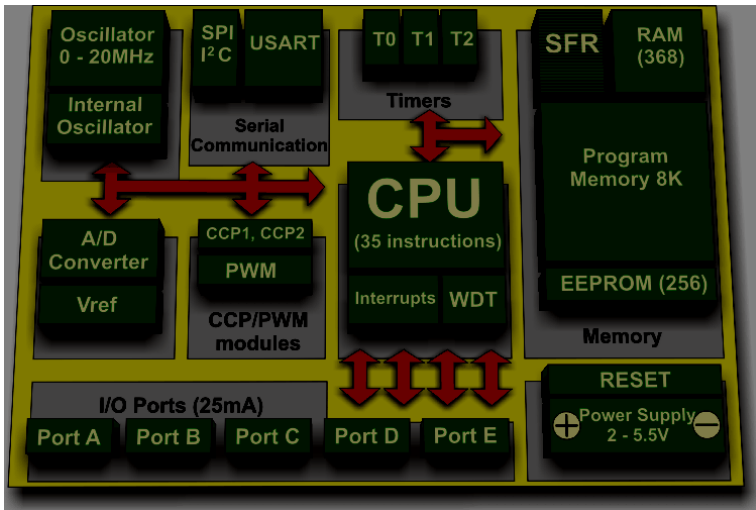 Oscillator
0 - 20MHz
Internal
Oscillator
SPI
I²C
USART
Serial
Communication
T0 T1 T2
Timers
SFR
RAM
(368)
Program
Memory 8K
EEPROM (256)
Memory
A/D
Converter
Vref
CCP1, CCP2
PWM
CCP/PWM
modules
CPU
(35 instructions)
Interrupts WDT
I/O Ports (25mA)
Port A Port B Port C Port D Port E
RESET
+ Power Supply −
2 - 5.5V